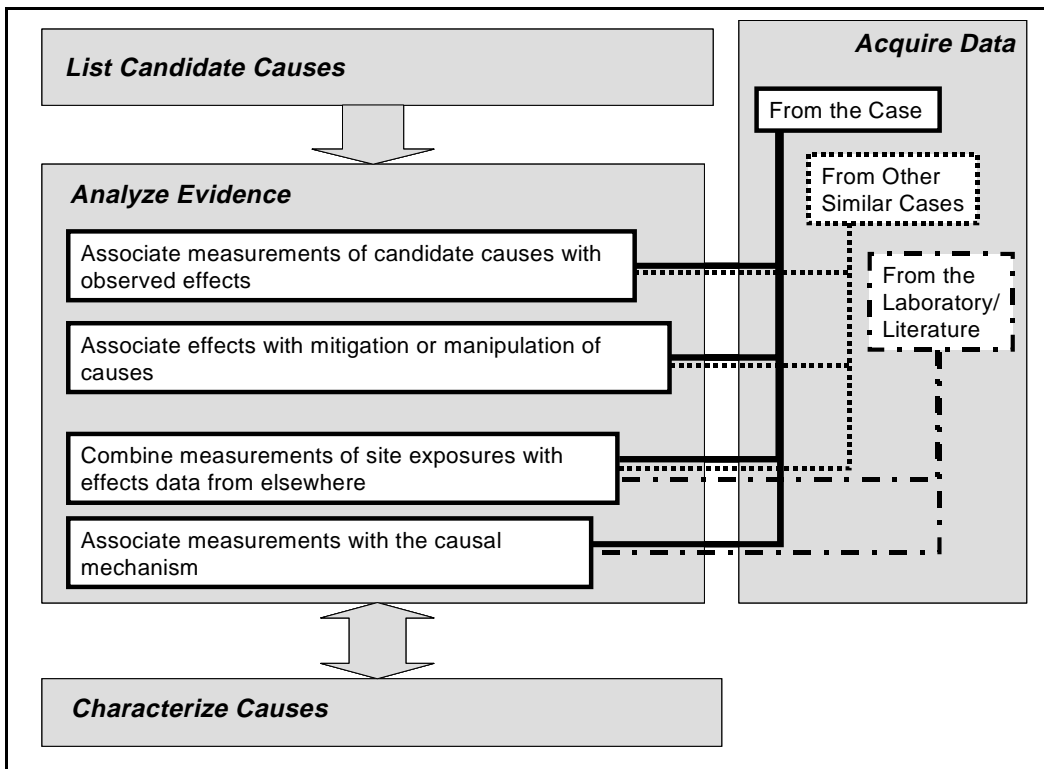 List Candidate Causes
Acquire Data
From the Case
From Other
Similar Cases
From the
Laboratory/
Literature
Analyze Evidence
Associate measurements of candidate causes with
observed effects
Associate effects with mitigation or manipulation of
causes
Combine measurements of site exposures with
effects data from elsewhere
Associate measurements with the causal
mechanism
Characterize Causes